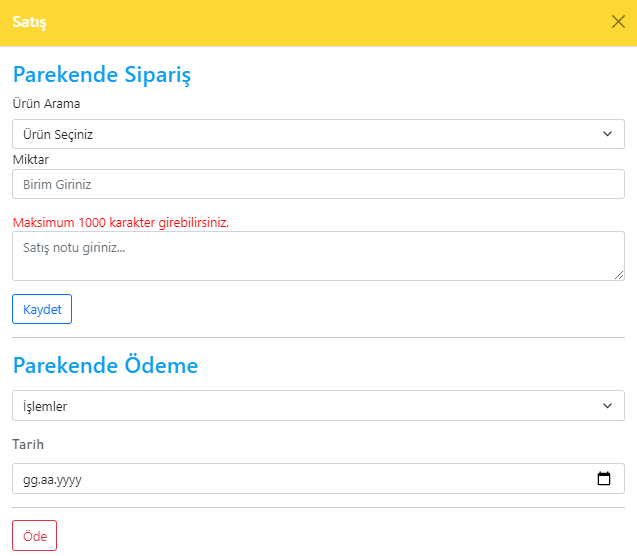 Satış
Parekende Sipariş
Ürün Arama
Ürün Seçiniz
Miktar
Birim Giriniz
Maksimum 1000 karakter girebilirsiniz.
Satış notu giriniz...
Kaydet
Parekende Ödeme
İşlemler
Tarih
gg.aa.yyyy
Öde